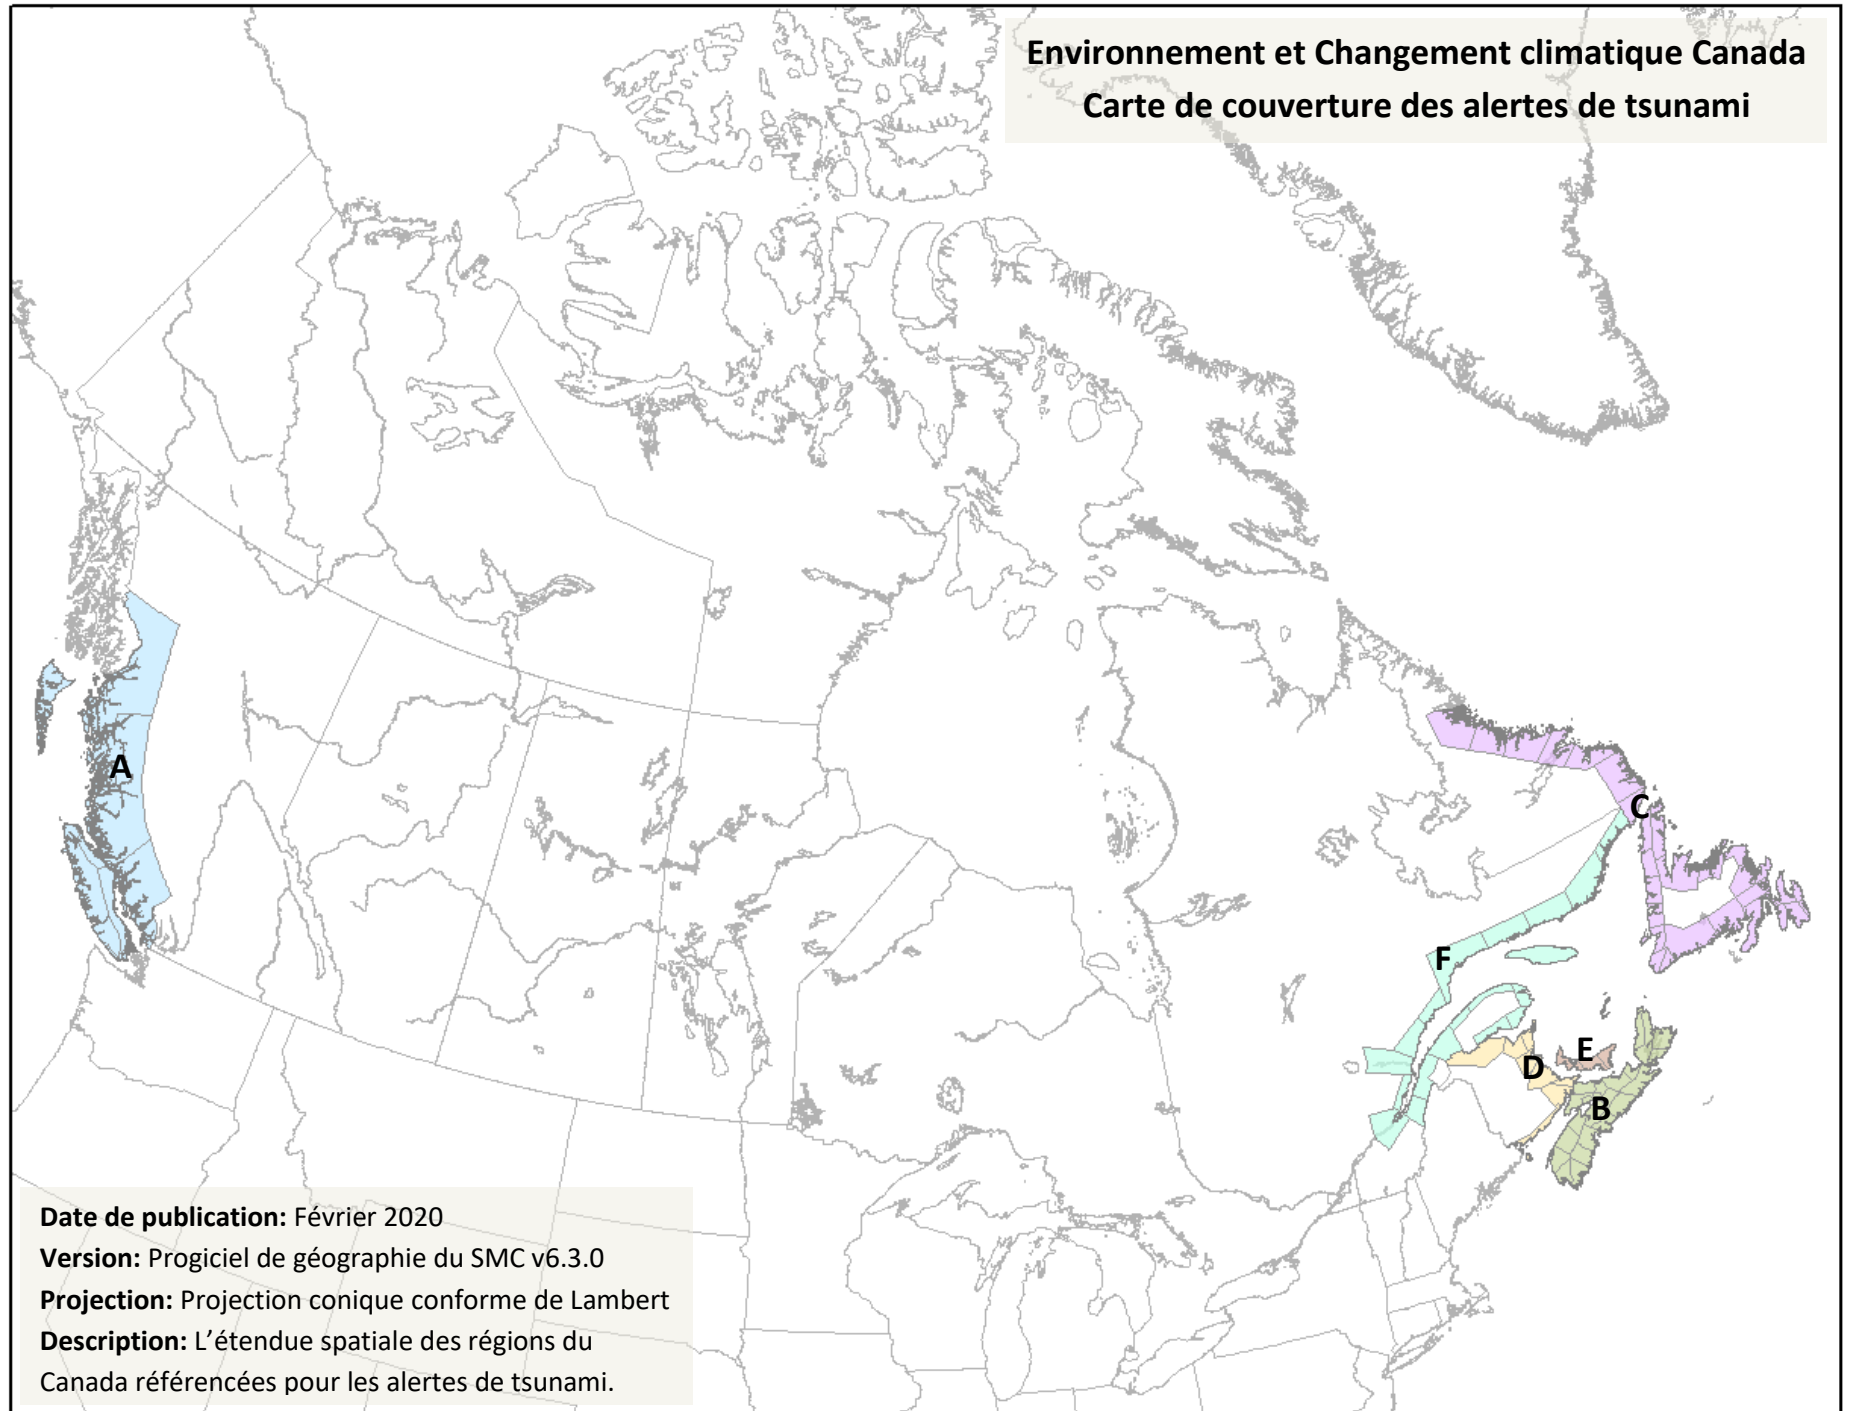 Environnement et Changement climatique Canada
Carte de couverture des alertes de tsunami
A
C
F
E
D
B
Date de publication: Février 2020
Version: Progiciel de géographie du SMC v6.3.0
Projection: Projection conique conforme de Lambert
Description: L’étendue spatiale des régions du
Canada référencées pour les alertes de tsunami.